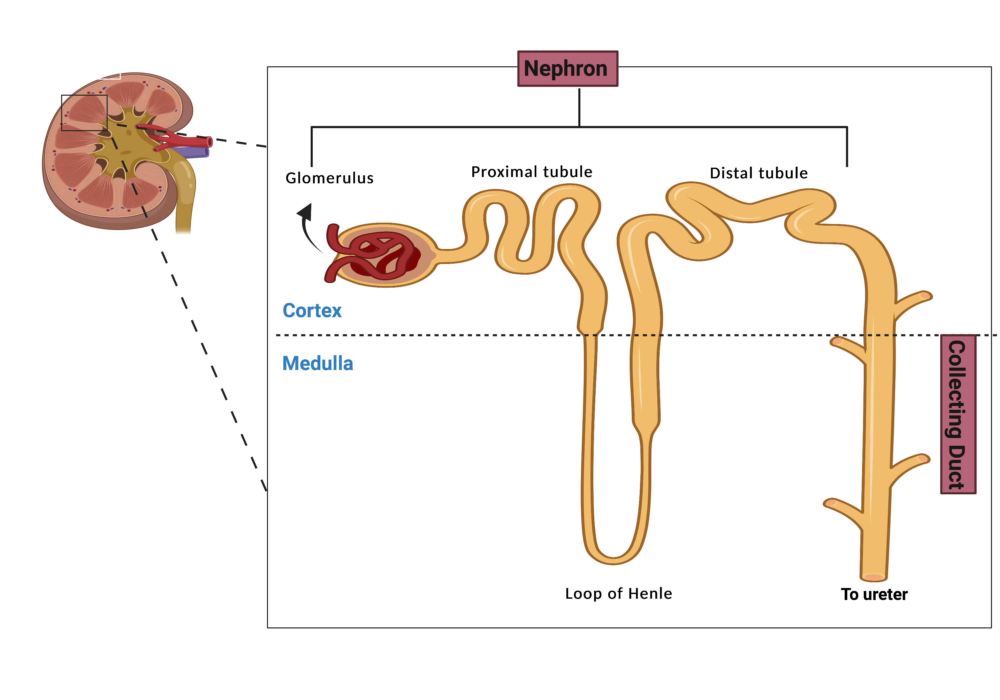 Nephron
Glomerulus
Proximal tubule
Distal tubule
Cortex
Medulla
Collecting Duct
Loop of Henle
To ureter